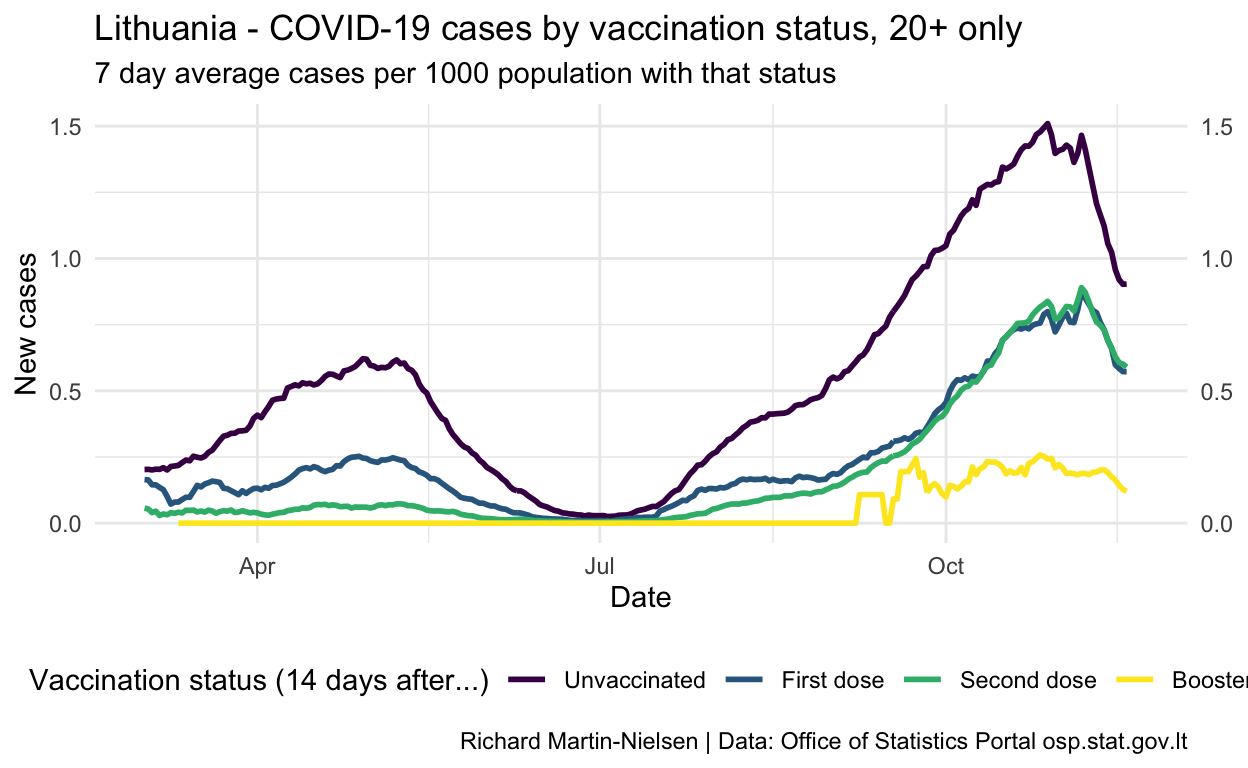 Lithuania - COVID-19 cases by vaccination status, 20+ only
7 day average cases per 1000 population with that status
New cases
1.5
1.0
0.5
0.0
1.5
1.0
0.5
0.0
Apr Jul Oct
Date
Vaccination status (14 days after...) Unvaccinated First dose Second dose Booster
Richard Martin-Nielsen | Data: Office of Statistics Portal osp.stat.gov.lt